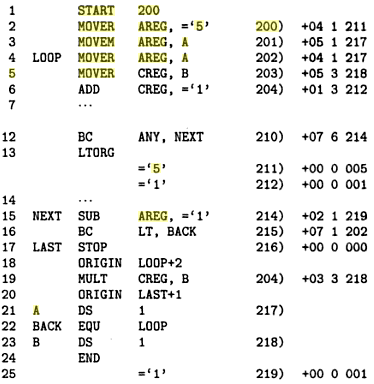 1 START 200
2 MOVER AREG, ='5' 200) +04 1 211
3 MOVEM AREG, A 201) +05 1 217
4 LOOP MOVER AREG, A 202) +04 1 217
5 MOVER CREG, B 203) +05 3 218
6 ADD CREG, ='1' 204) +01 3 212
7 ...
12 BC ANY, NEXT 210) +07 6 214
13 LTORG
='5' 211) +00 0 005
='1' 212) +00 0 001
14 ...
15 NEXT SUB AREG, ='1' 214) +02 1 219
16 BC LT, BACK 215) +07 1 202
17 LAST STOP 216) +00 0 000
18 ORIGIN LOOP+2
19 MULT CREG, B 204) +03 3 218
20 ORIGIN LAST+1
21 A DS 1 217)
22 BACK EQU LOOP
23 B DS 1 218)
24 END
25 ='1' 219) +00 0 001